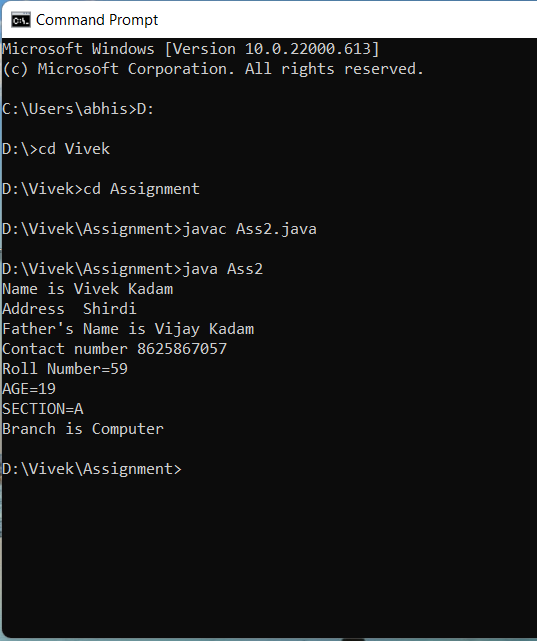 Command Prompt
Microsoft Windows [Version 10.0.22000.613]
(c) Microsoft Corporation. All rights reserved.
C:\Users\abhis>D:
D:\>cd Vivek
D:\Vivek>cd Assignment
D:\Vivek\Assignment>javac Ass2.java
D:\Vivek\Assignment>java Ass2
Name is Vivek Kadam
Address  Shirdi
Father's Name is Vijay Kadam
Contact number 8625867057
Roll Number=59
AGE=19
SECTION=A
Branch is Computer
D:\Vivek\Assignment>